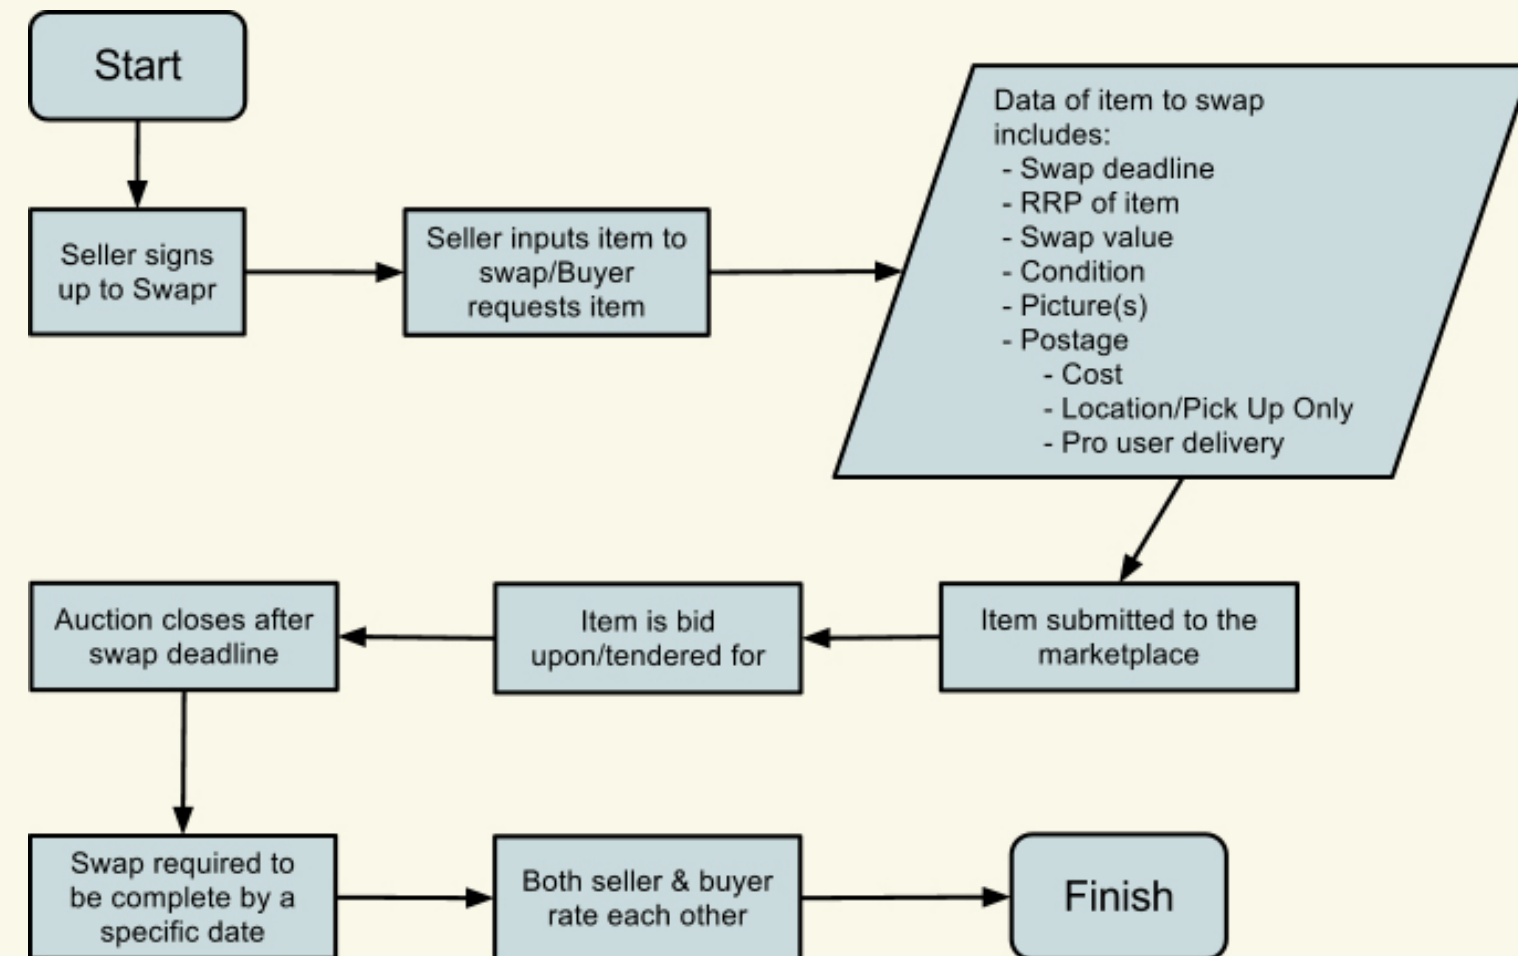 Start
Seller signs
up to Swapr
Seller inputs item to
swap/Buyer
requests item
Data of item to swap
includes:
- Swap deadline
- RRP of item
- Swap value
- Condition
- Picture(s)
- Postage
- Cost
- Location/Pick Up Only
- Pro user delivery
Item submitted to the
marketplace
Item is bid
upon/tendered for
Auction closes after
swap deadline
Swap required to
be complete by a
specific date
Both seller & buyer
rate each other
Finish